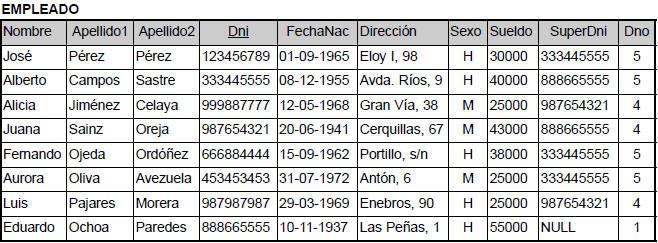 EMPLEADO
Nombre Apellido1 Apellido2 Dni FechaNac Dirección Sexo Sueldo SuperDni Dno
José Pérez Pérez 123456789 01-09-1965 Eloy I, 98 H 30000 333445555 5
Alberto Campos Sastre 333445555 08-12-1955 Avda. Ríos, 9 H 40000 888665555 5
Alicia Jiménez Celaya 999887777 12-05-1968 Gran Vía, 38 M 25000 987654321 4
Juana Sainz Oreja 987654321 20-06-1941 Cerquillas, 67 M 43000 888665555 4
Fernando Ojeda Ordóñez 666884444 15-09-1962 Portillo, s/n H 38000 333445555 5
Aurora Oliva Avezuela 453453453 31-07-1972 Antón, 6 M 25000 333445555 5
Luis Pajares Morera 987987987 29-03-1969 Enebros, 90 H 25000 987654321 4
Eduardo Ochoa Paredes 888665555 10-11-1937 Las Peñas, 1 H 55000 NULL 1